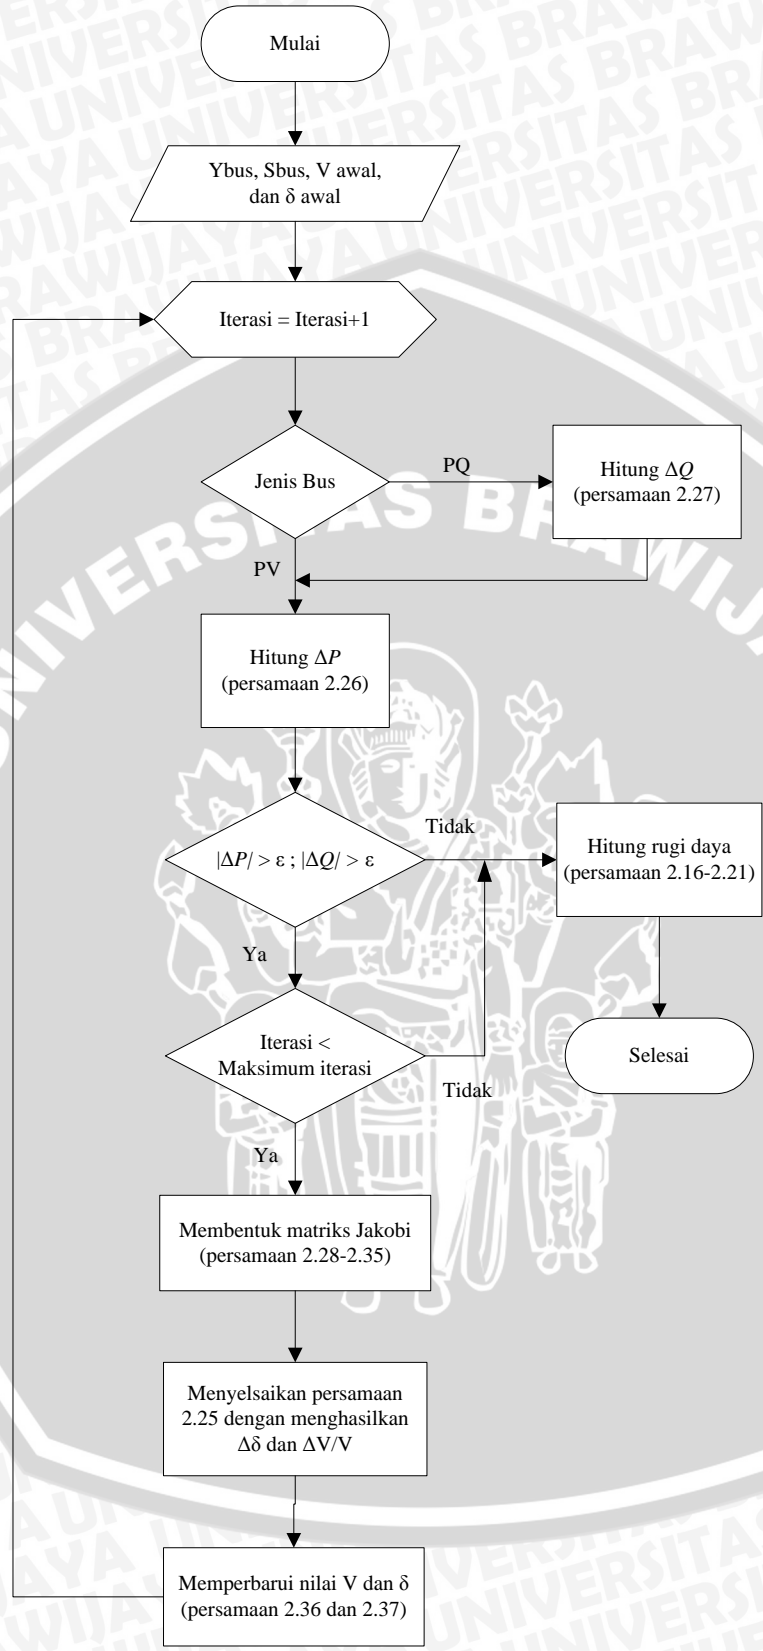 Mulai
Ybus, Sbus, V awal,
dan δ awal
Iterasi = Iterasi+1
Jenis Bus
PQ
Hitung ΔQ
(persamaan 2.27)
PV
Hitung ΔP
(persamaan 2.26)
|ΔP/ > ε ; |ΔQ/ > ε
Tidak
Hitung rugi daya
(persamaan 2.16-2.21)
Ya
Iterasi <
Maksimum iterasi
Tidak
Selesai
Ya
Membentuk matriks Jakobi
(persamaan 2.28-2.35)
Menyelsaikan persamaan
2.25 dengan menghasilkan
Δδ dan ΔV/V
Memperbarui nilai V dan δ
(persamaan 2.36 dan 2.37)
UNIVERSITAS BRAWIJA